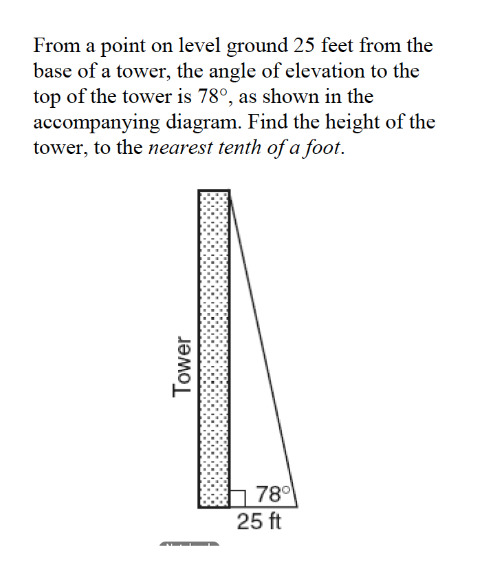 From a point on level ground 25 feet from the
base of a tower, the angle of elevation to the
top of the tower is 78°, as shown in the
accompanying diagram. Find the height of the
tower, to the nearest tenth of a foot.
Tower
78°
25 ft